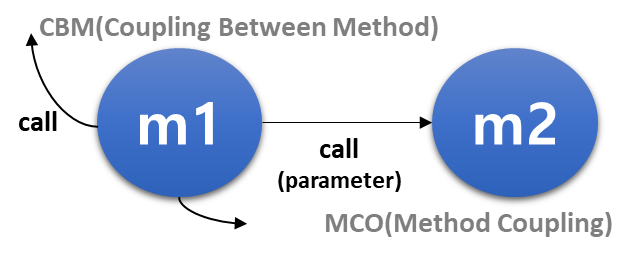 CBM(Coupling Between Method)
call
m1
m2
call
(parameter)
MCO(Method Coupling)